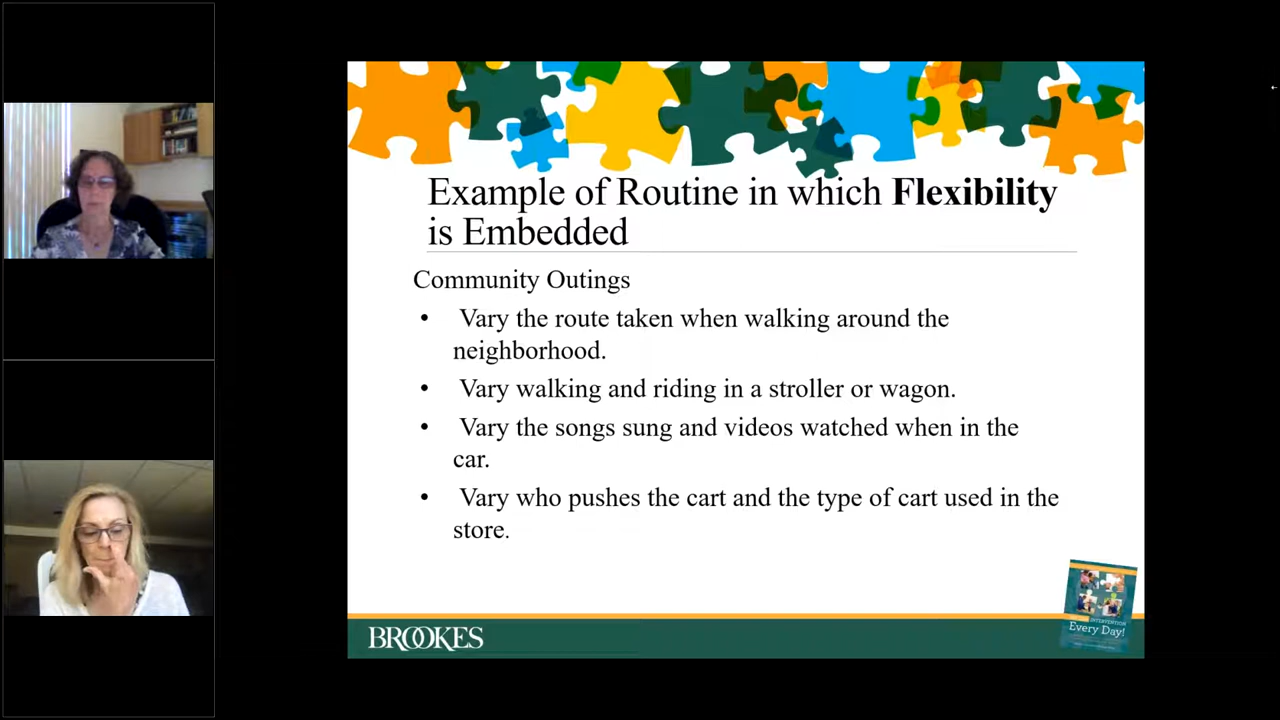 Example of Routine in which Flexibility
is Embedded
Community Outings
• Vary the route taken when walking around the
neighborhood.
• Vary walking and riding in a stroller or wagon.
• Vary the songs sung and videos watched when in the
car.
• Vary who pushes the cart and the type of cart used in the
store.
INTERVENTION
Every Day!
BROOKES